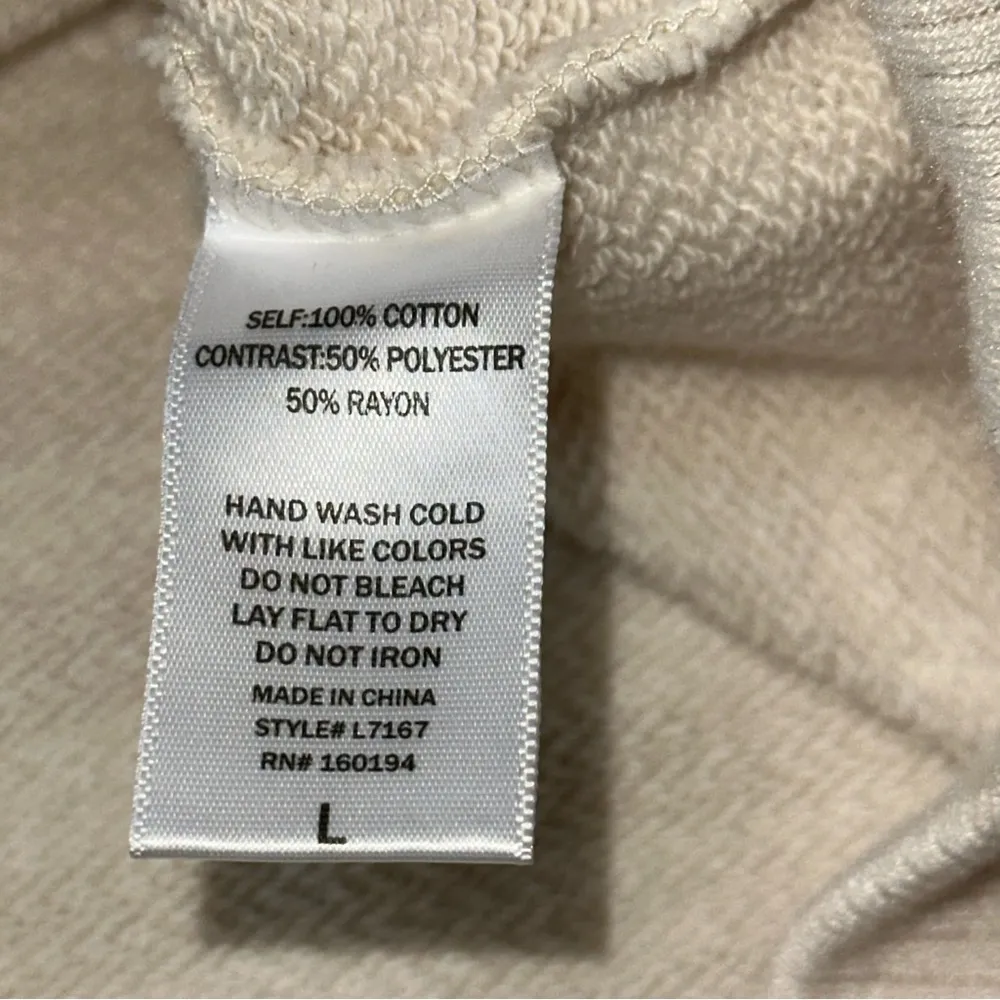 SELF:100% COTTON
CONTRAST:50% POLYESTER
50% RAYON
HAND WASH COLD
WITH LIKE COLORS
DO NOT BLEACH
LAY FLAT TO DRY
DO NOT IRON
MADE IN CHINA
STYLE# L7167
RN# 160194
L